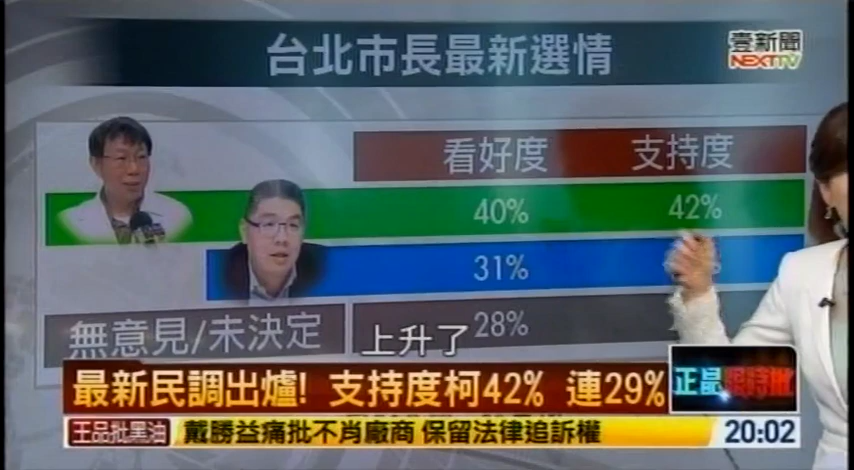 台北市長最新選情
壹新聞
NEXTTV
看好度 支持度
40% 42%
31%
無意見/未決定 28%
上升了
最新民調出爐! 支持度柯42% 連29%
正晶限時批
王品批黑油 戴勝益痛批不肖廠商 保留法律追訴權 20:02